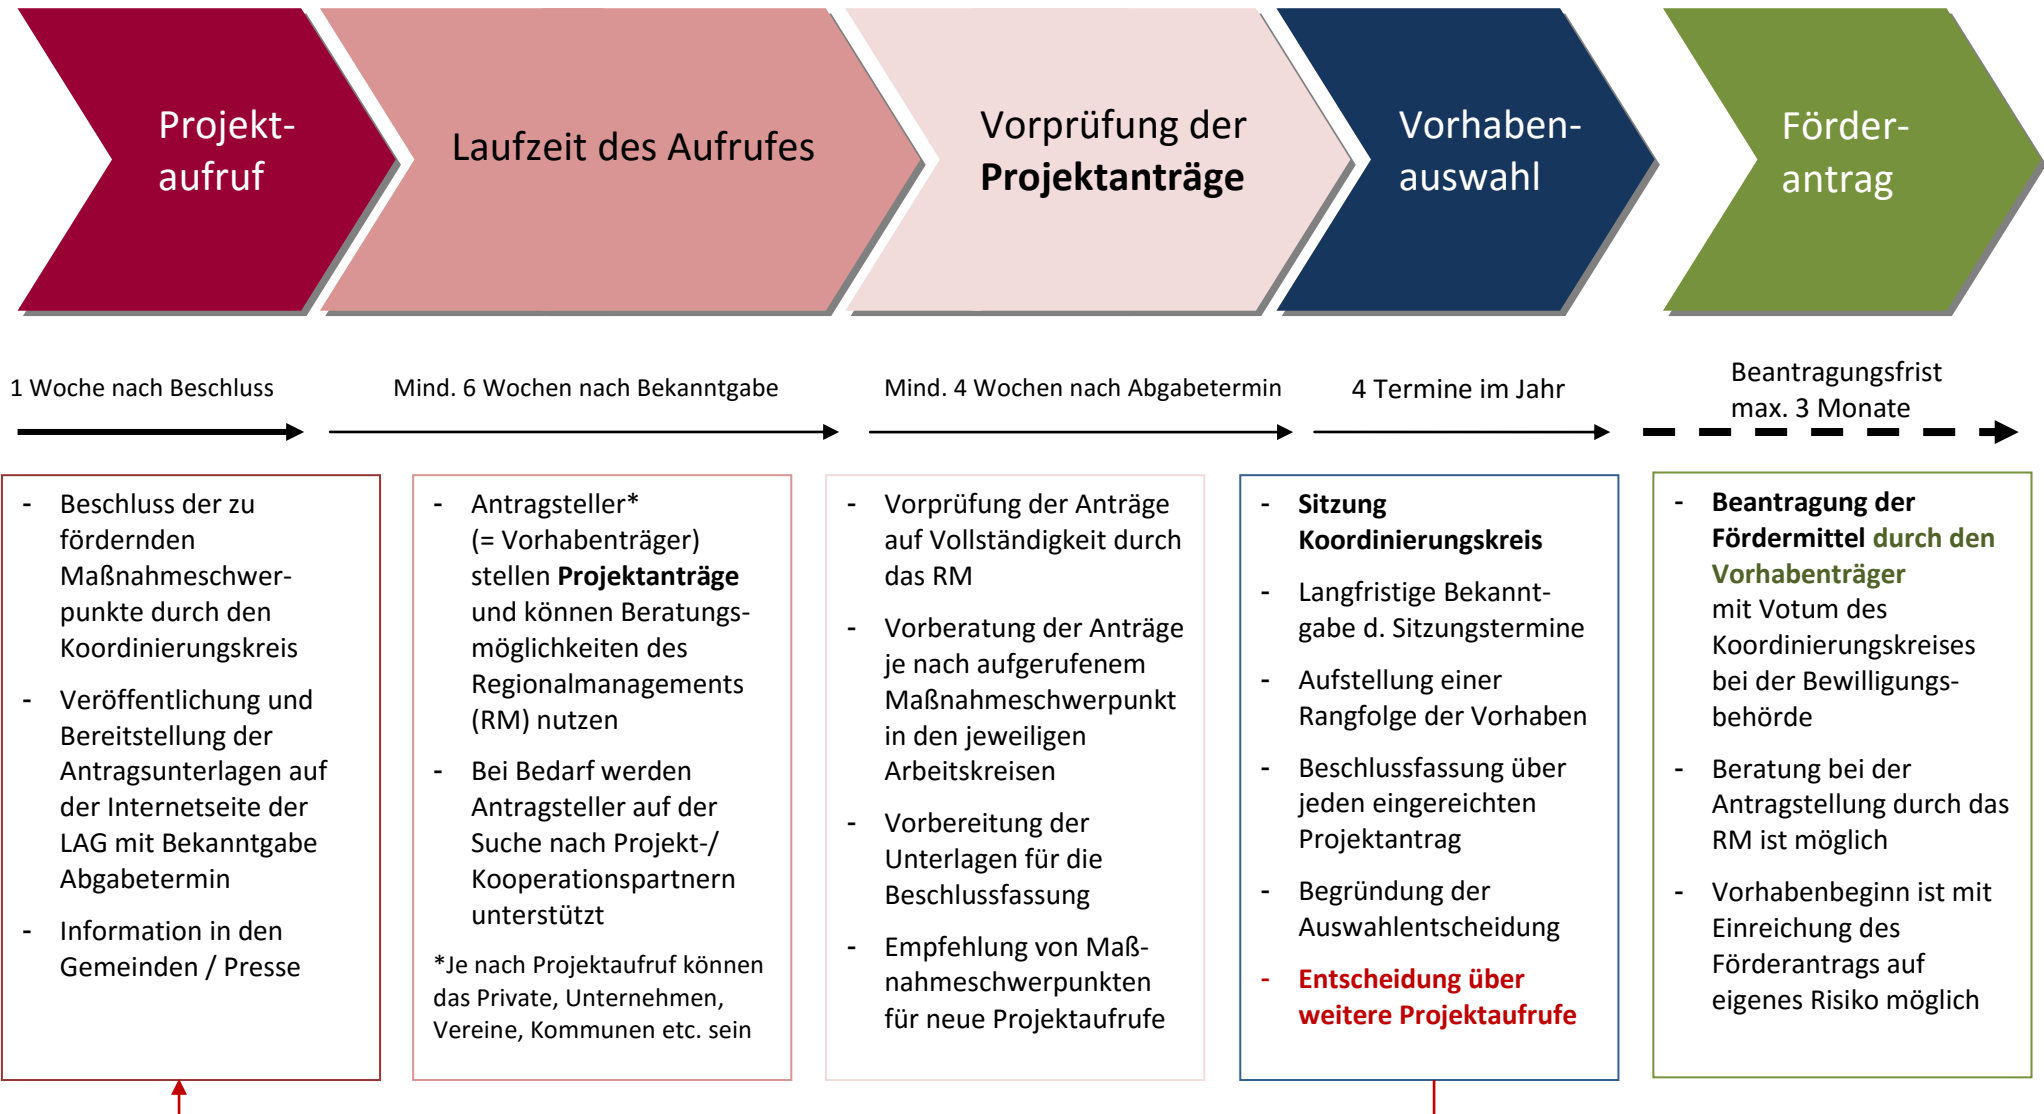 Projekt-
aufruf
Laufzeit des Aufrufes
Vorprüfung der
Projektanträge
Vorhaben-
auswahl
Förder-
antrag
1 Woche nach Beschluss
Mind. 6 Wochen nach Bekanntgabe
Mind. 4 Wochen nach Abgabetermin
4 Termine im Jahr
Beantragungsfrist
max. 3 Monate
- Beschluss der zu
fördernden
Maßnahmeschwer-
punkte durch den
Koordinierungskreis
- Veröffentlichung und
Bereitstellung der
Antragsunterlagen auf
der Internetseite der
LAG mit Bekanntgabe
Abgabetermin
- Information in den
Gemeinden / Presse
- Antragsteller*
(= Vorhabenträger)
stellen Projektanträge
und können Beratungs-
möglichkeiten des
Regionalmanagements
(RM) nutzen
- Bei Bedarf werden
Antragsteller auf der
Suche nach Projekt-/
Kooperationspartnern
unterstützt
*Je nach Projektaufruf können
das Private, Unternehmen,
Vereine, Kommunen etc. sein
- Vorprüfung der Anträge
auf Vollständigkeit durch
das RM
- Vorberatung der Anträge
je nach aufgerufenem
Maßnahmeschwerpunkt
in den jeweiligen
Arbeitskreisen
- Vorbereitung der
Unterlagen für die
Beschlussfassung
- Empfehlung von Maß-
nahmeschwerpunkten
für neue Projektaufrufe
- Sitzung
Koordinierungskreis
- Langfristige Bekannt-
gabe d. Sitzungstermine
- Aufstellung einer
Rangfolge der Vorhaben
- Beschlussfassung über
jeden eingereichten
Projektantrag
- Begründung der
Auswahlentscheidung
- Entscheidung über
weitere Projektaufrufe
- Beantragung der
Fördermittel durch den
Vorhabenträger
mit Votum des
Koordinierungskreises
bei der Bewilligungs-
behörde
- Beratung bei der
Antragstellung durch das
RM ist möglich
- Vorhabenbeginn ist mit
Einreichung des
Förderantrags auf
eigenes Risiko möglich